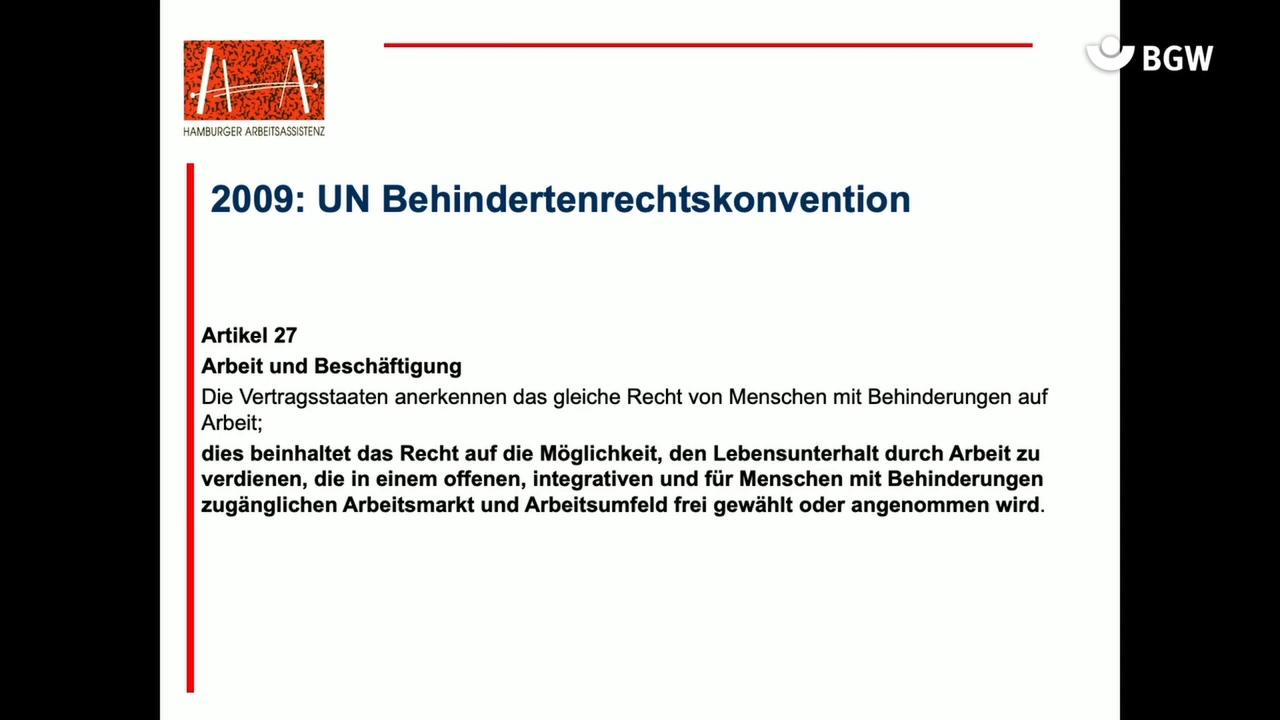 BGW
HAMBURGER ARBEITSASSISTENZ
2009: UN Behindertenrechtskonvention
Artikel 27
Arbeit und Beschäftigung
Die Vertragsstaaten anerkennen das gleiche Recht von Menschen mit Behinderungen auf
Arbeit;
dies beinhaltet das Recht auf die Möglichkeit, den Lebensunterhalt durch Arbeit zu
verdienen, die in einem offenen, integrativen und für Menschen mit Behinderungen
zugänglichen Arbeitsmarkt und Arbeitsumfeld frei gewählt oder angenommen wird.